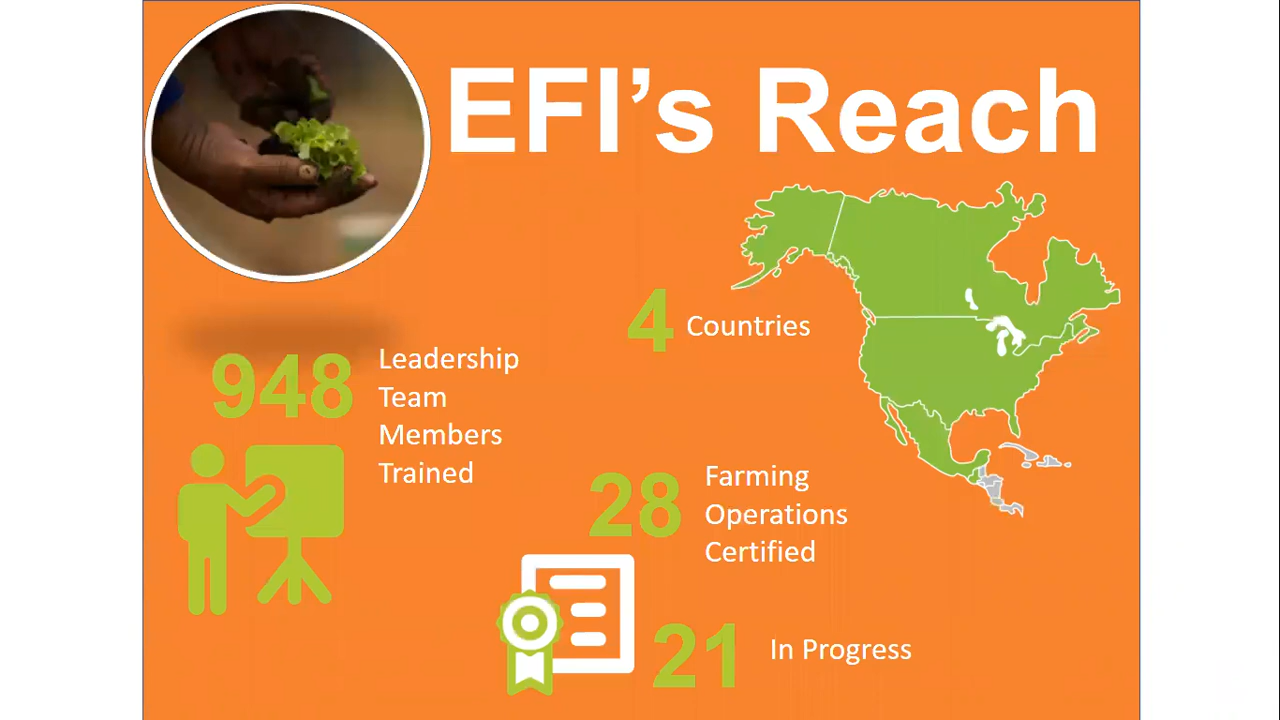 EFI’s Reach
4 Countries
948 Leadership
Team
Members
Trained
28 Farming
Operations
Certified
21 In Progress